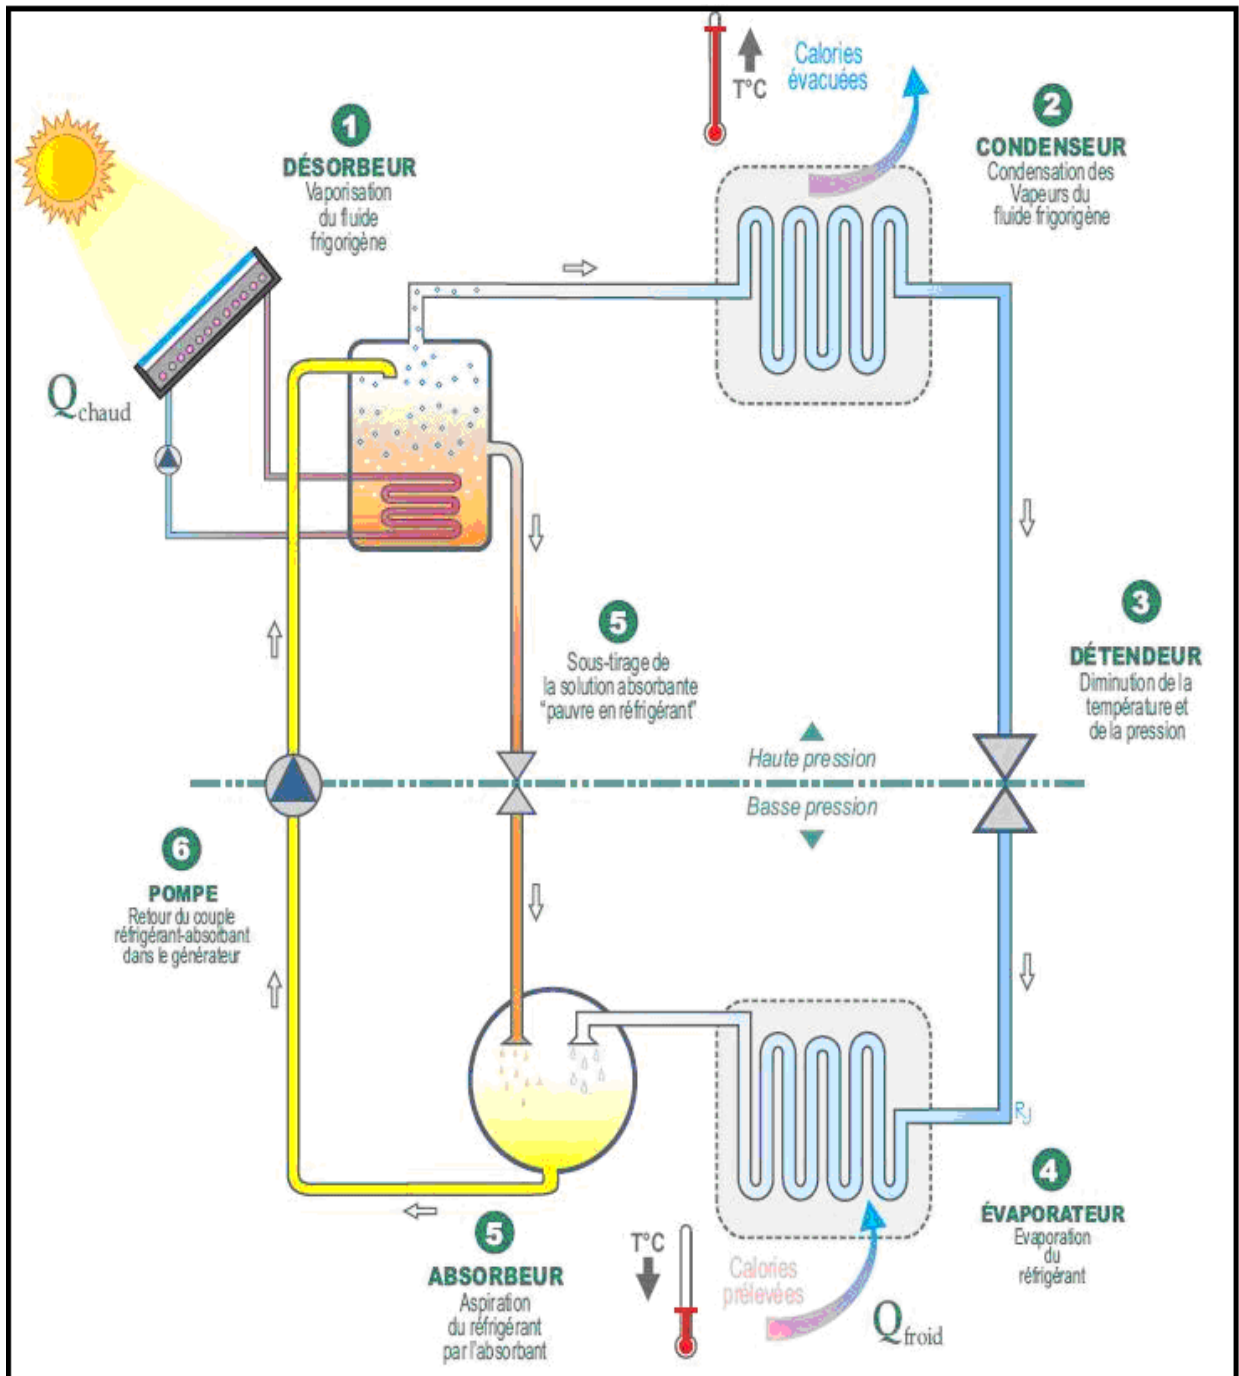 T°C
Calories
évacuées
1
DÉSORBEUR
Vaporisation
du fluide
frigorigène
2
CONDENSEUR
Condensation des
Vapeurs du
fluide frigorigène
Qchaud
5
Sous-tirage de
la solution absorbante
"pauvre en réfrigérant"
3
DÉTENDEUR
Diminution de la
température et
de la pression
Haute pression
Basse pression
6
POMPE
Retour du couple
réfrigérant-absorbant
dans le générateur
4
ÉVAPORATEUR
Evaporation
du
réfrigérant
5
ABSORBEUR
Aspiration
du réfrigérant
par l'absorbant
T°C
Calories
prélevées
Qfroid